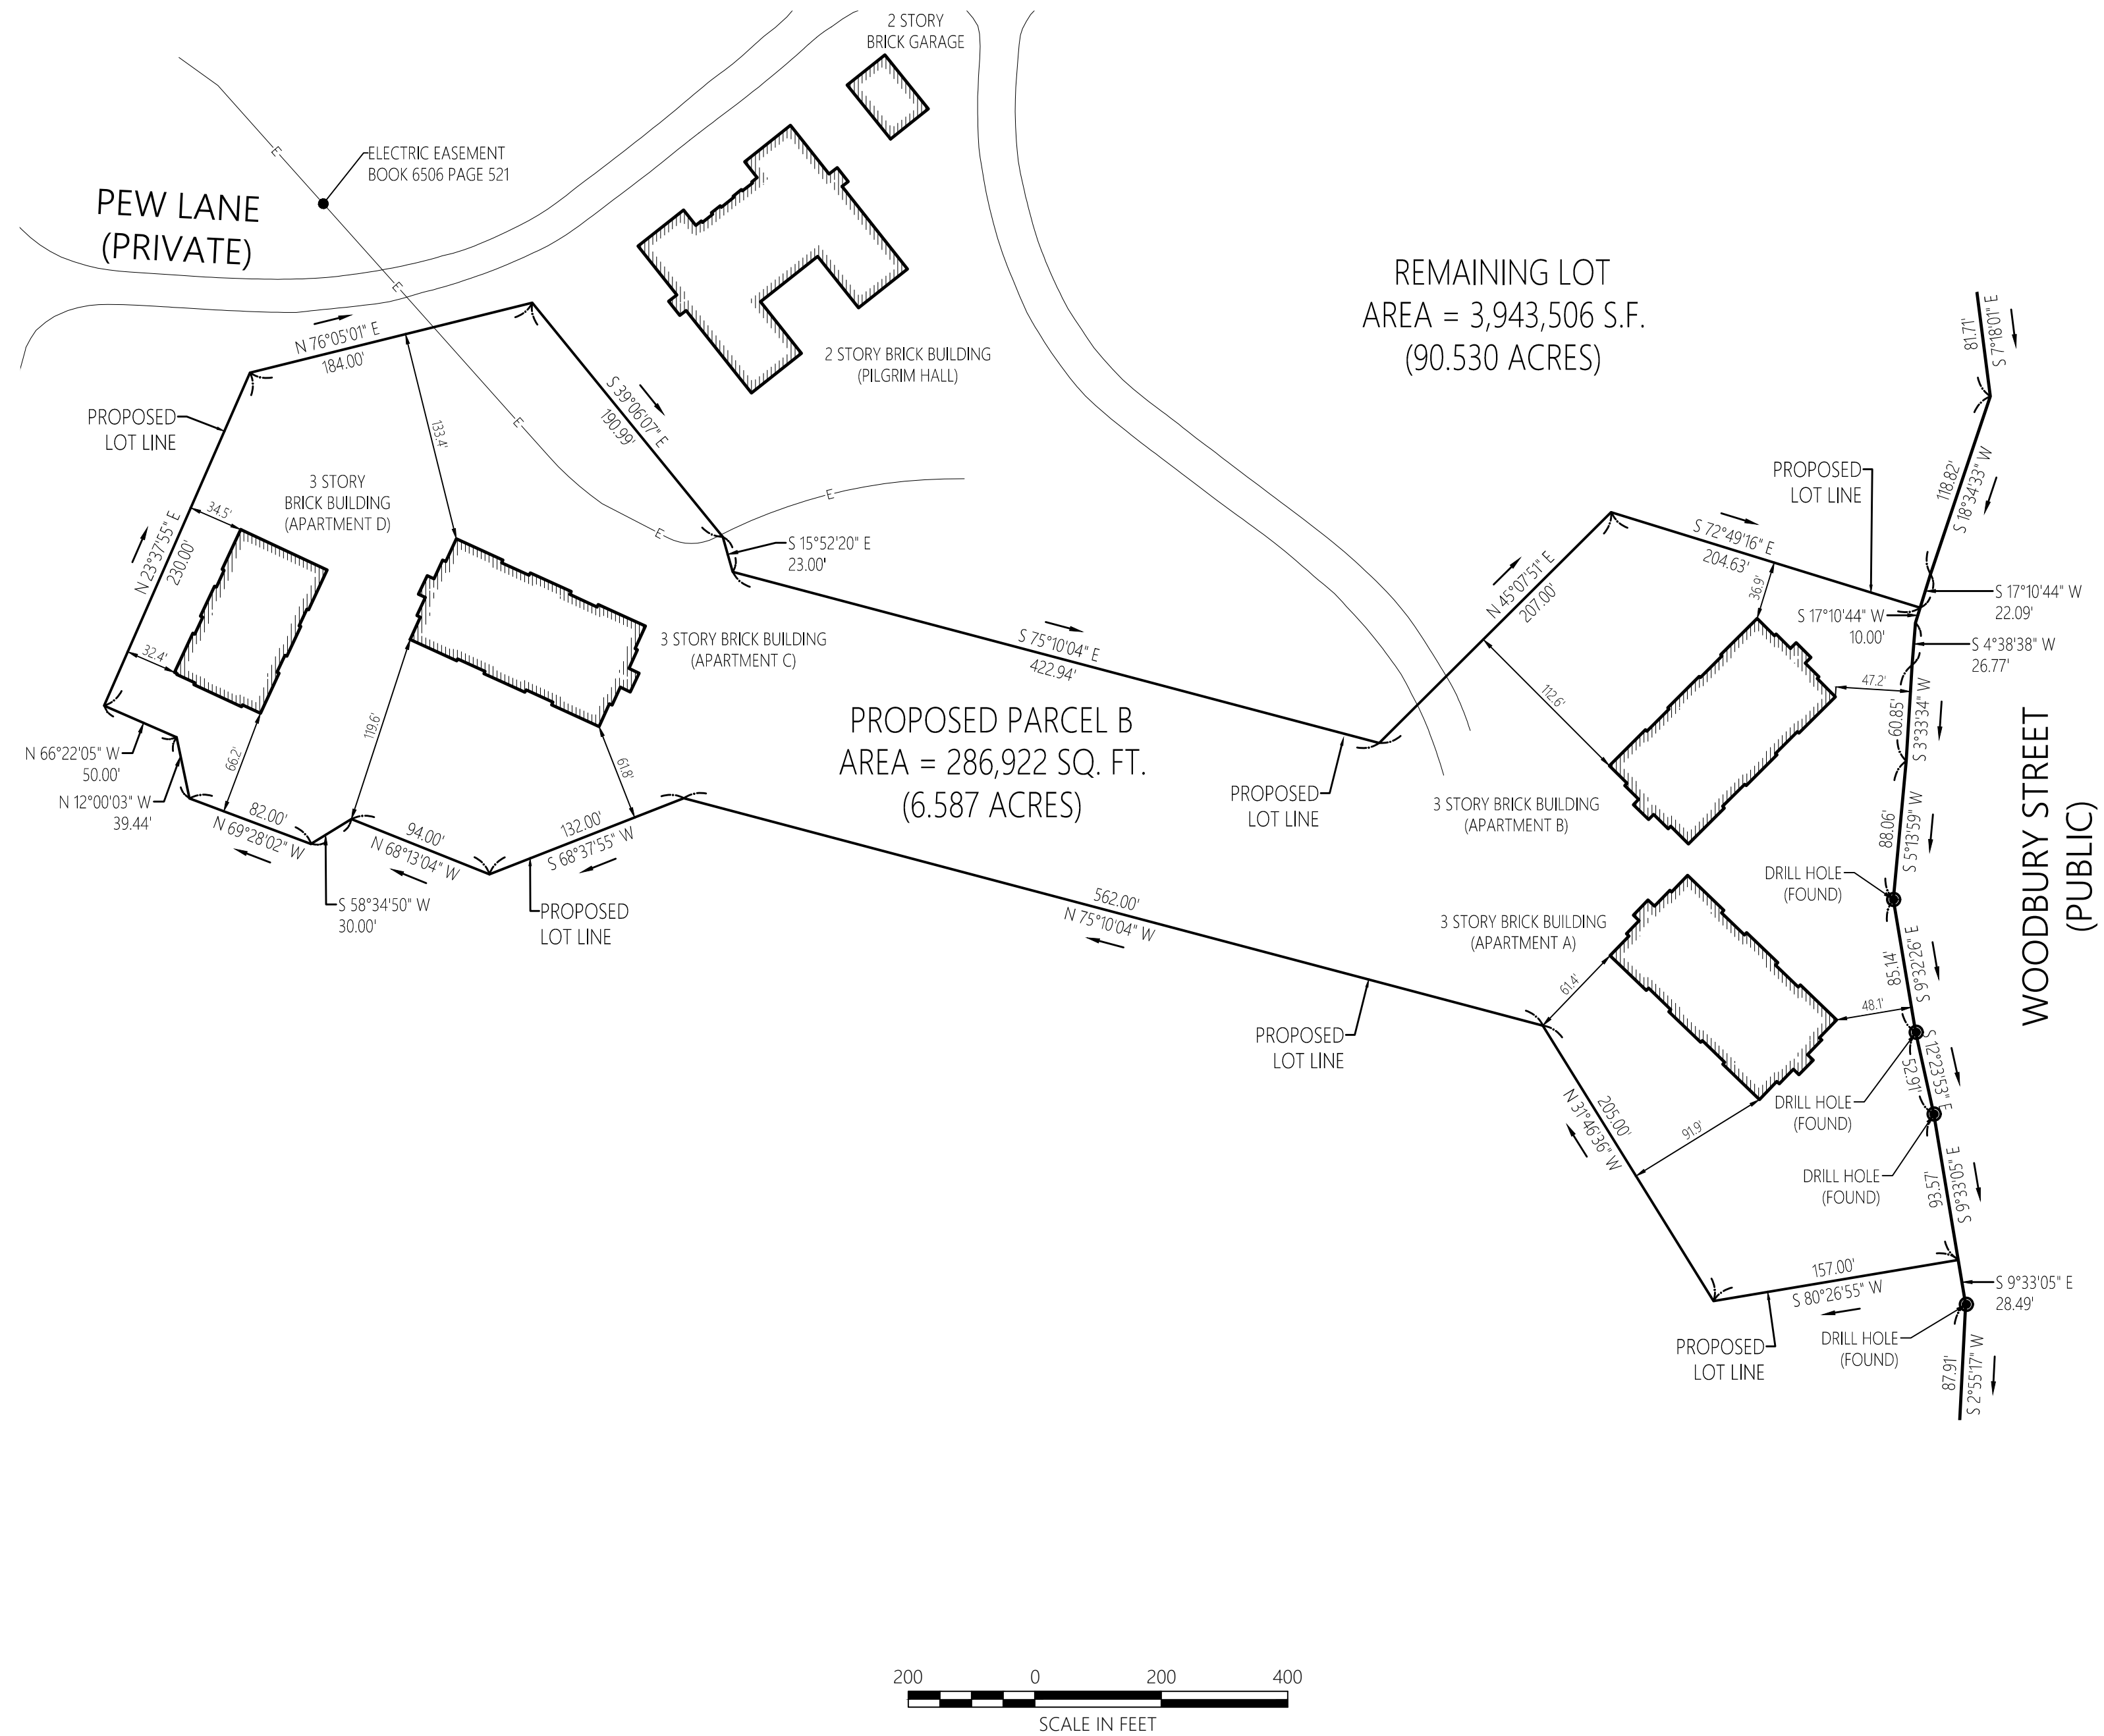 2 STORY
BRICK GARAGE
ELECTRIC EASEMENT
BOOK 6506 PAGE 521
PEW LANE
(PRIVATE)
E
E
E
E
E
2 STORY BRICK BUILDING
(PILGRIM HALL)
REMAINING LOT
AREA = 3,943,506 S.F.
(90.530 ACRES)
N 76°05'01" E
184.00'
S 39°06'07" E
190.99'
PROPOSED
LOT LINE
133.4'
3 STORY
BRICK BUILDING
(APARTMENT D)
34.5'
N 23°37'55" E
230.00'
32.4'
S 15°52'20" E
23.00'
3 STORY BRICK BUILDING
(APARTMENT C)
S 75°10'04" E
422.94'
PROPOSED PARCEL B
AREA = 286,922 SQ. FT.
(6.587 ACRES)
N 66°22'05" W
50.00'
N 12°00'03" W
39.44'
66.2'
119.6'
61.8'
82.00'
N 69°28'02" W
94.00'
N 68°13'04" W
132.00'
S 68°37'55" W
S 58°34'50" W
30.00'
PROPOSED
LOT LINE
562.00'
N 75°10'04" W
PROPOSED
LOT LINE
PROPOSED
LOT LINE
N 45°07'51" E
207.00'
S 72°49'16" E
204.63'
PROPOSED
LOT LINE
81.71'
S 7°18'01" E
118.82'
S 18°34'33" W
S 17°10'44" W
22.09'
S 17°10'44" W
10.00'
S 4°38'38" W
26.77'
36.9'
47.2'
112.6'
60.85'
S 3°33'34" W
3 STORY BRICK BUILDING
(APARTMENT B)
88.06'
S 5°13'59" W
WOODBURY STREET
(PUBLIC)
DRILL HOLE
(FOUND)
3 STORY BRICK BUILDING
(APARTMENT A)
61.4'
48.1'
85.14'
S 9°32'26" E
52.91'
S 12°23'53" E
DRILL HOLE
(FOUND)
91.9'
205.00'
N 31°46'36" W
DRILL HOLE
(FOUND)
93.57'
S 9°33'05" E
157.00'
S 80°26'55" W
S 9°33'05" E
28.49'
DRILL HOLE
(FOUND)
PROPOSED
LOT LINE
87.91'
S 2°55'17" W
200 0 200 400
SCALE IN FEET